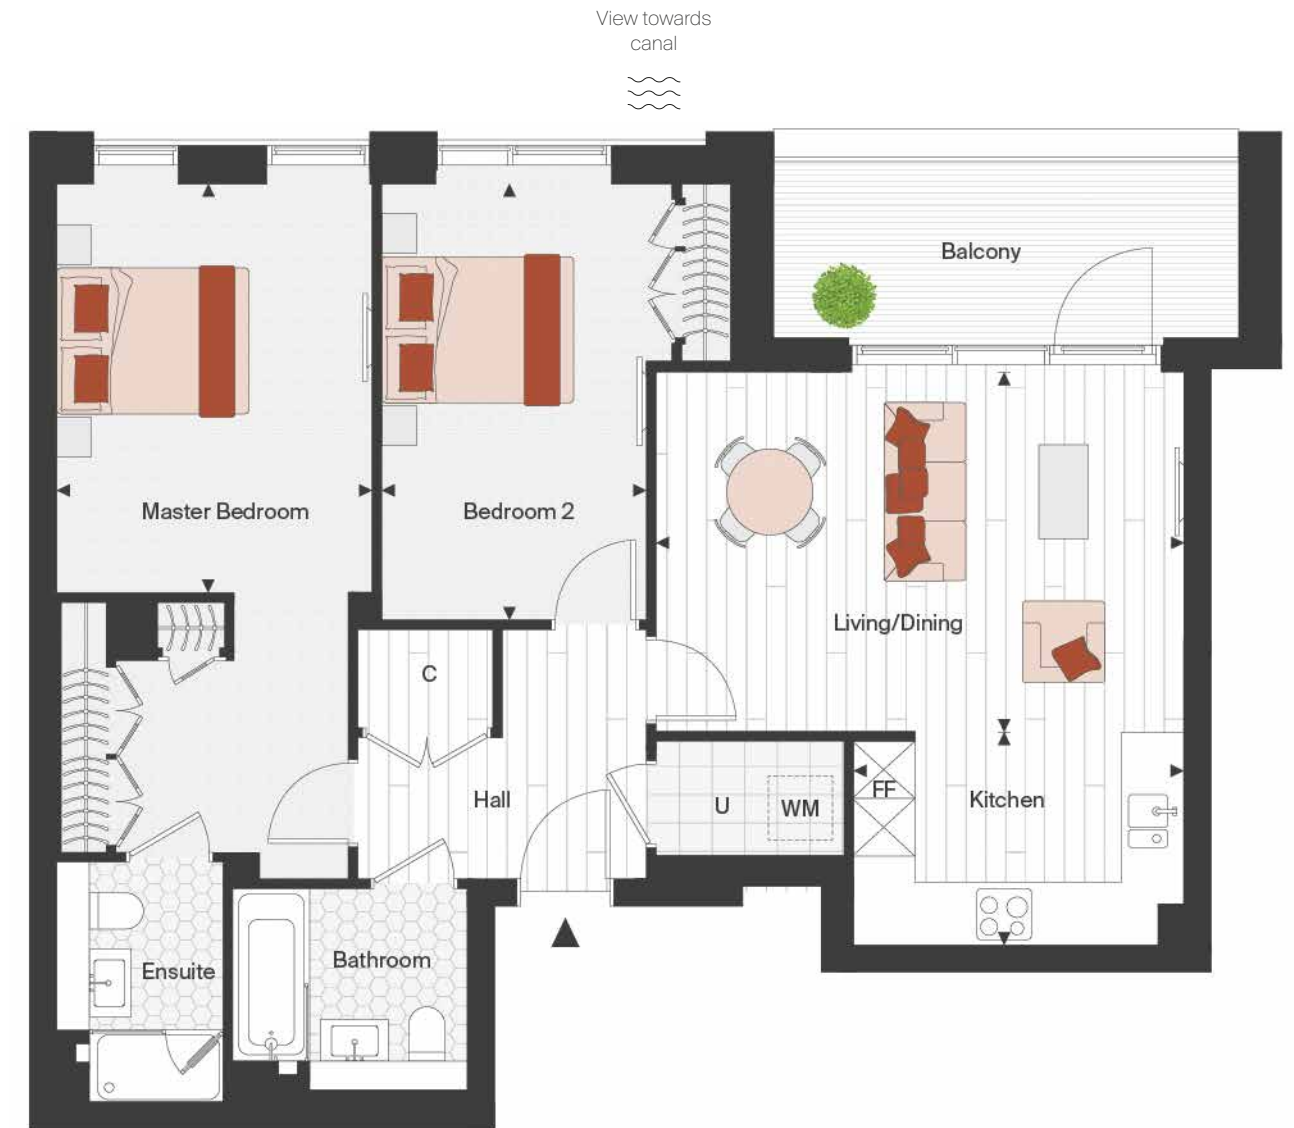 View towards
canal
Balcony
Master Bedroom
Bedroom 2
Living/Dining
C
Hall
U
WM
FF
Kitchen
Ensuite
Bathroom